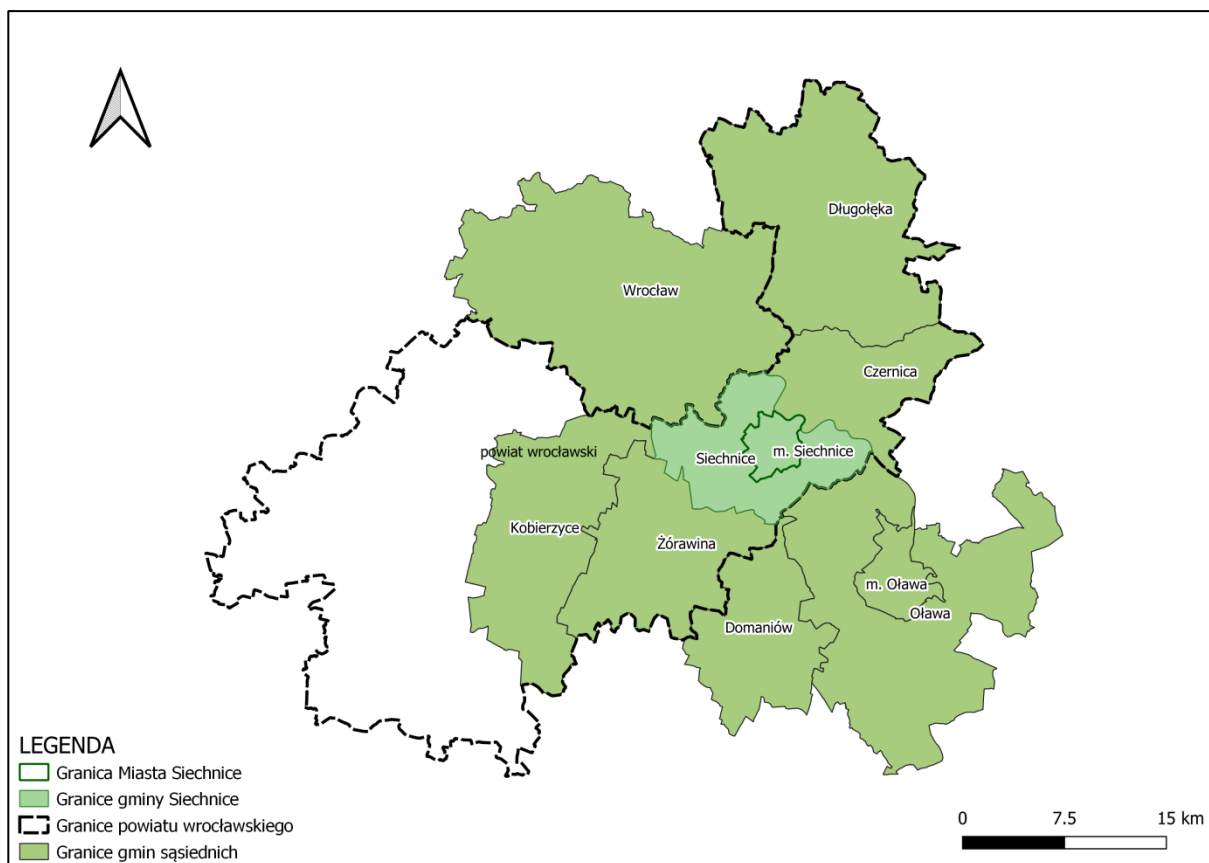 Długołęka
Wrocław
Czernica
powiat wrocławski
Siechnice
m. Siechnice
Kobierzyce
Żórawina
m. Oława
Oława
Domaniów
LEGENDA
Granica Miasta Siechnice
Granice gminy Siechnice
Granice powiatu wrocławskiego
Granice gmin sąsiednich
0 7.5 15 km